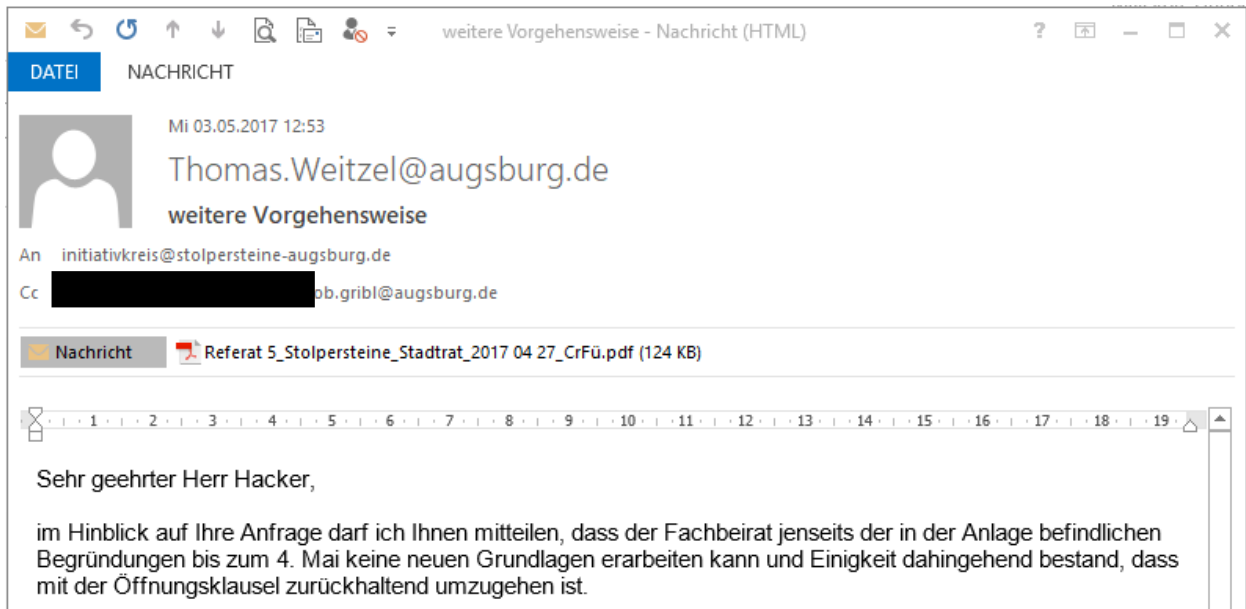 weitere Vorgehensweise - Nachricht (HTML)
DATEI NACHRICHT
Mi 03.05.2017 12:53
Thomas.Weitzel@augsburg.de
weitere Vorgehensweise
An initiativkreis@stolpersteine-augsburg.de
Cc ob.gribl@augsburg.de
Nachricht Referat 5_Stolpersteine_Stadtrat_2017 04 27_CrFü.pdf (124 KB)
1 2 3 4 5 6 7 8 9 10 11 12 13 14 15 16 17 18 19
Sehr geehrter Herr Hacker,
im Hinblick auf Ihre Anfrage darf ich Ihnen mitteilen, dass der Fachbeirat jenseits der in der Anlage befindlichen
Begründungen bis zum 4. Mai keine neuen Grundlagen erarbeiten kann und Einigkeit dahingehend bestand, dass
mit der Öffnungsklausel zurückhaltend umzugehen ist.